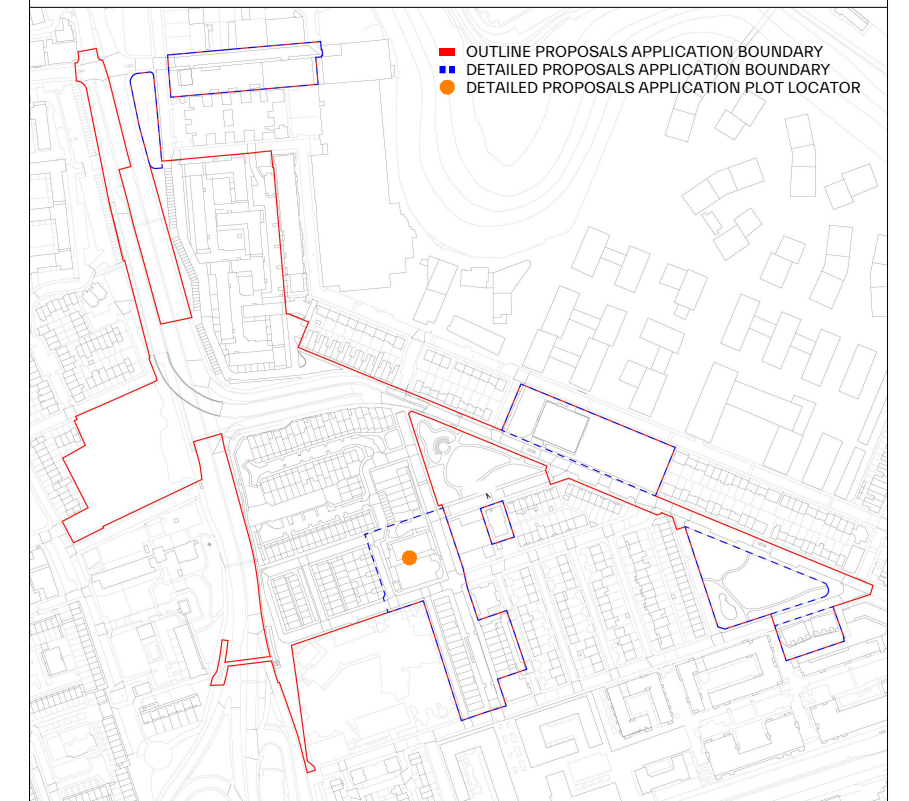 OUTLINE PROPOSALS APPLICATION BOUNDARY
DETAILED PROPOSALS APPLICATION BOUNDARY
DETAILED PROPOSALS APPLICATION PLOT LOCATOR